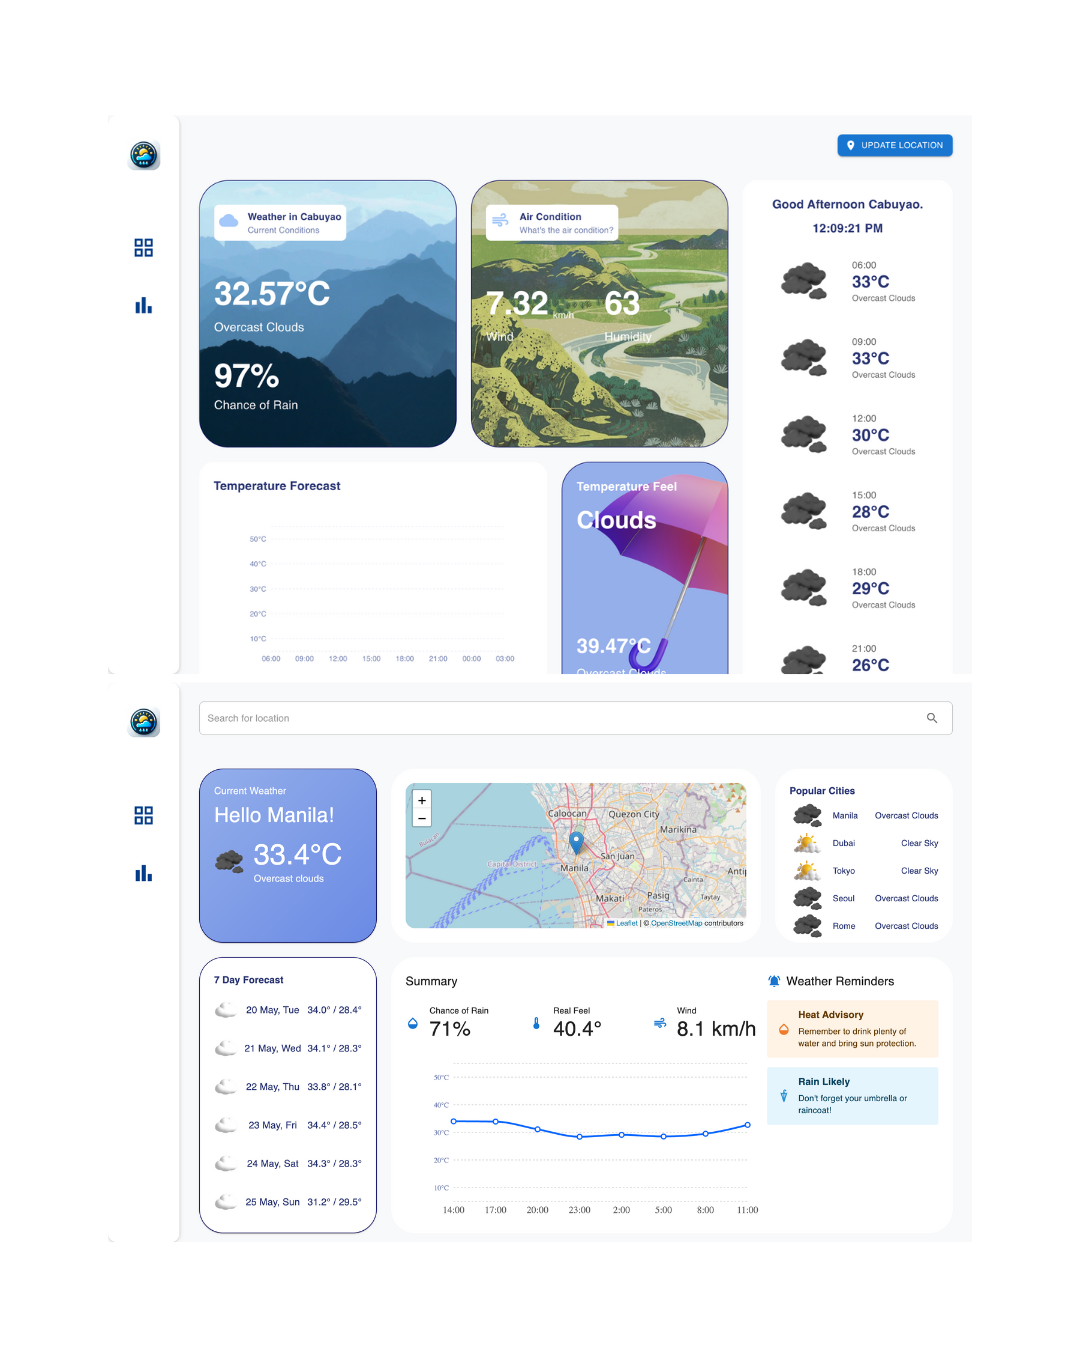 UPDATE LOCATION
Weather in Cabuyao
Current Conditions
32.57°C
Overcast Clouds
97%
Chance of Rain
Air Condition
What's the air condition?
7.32 km/h
Wind
63
Humidity
Good Afternoon Cabuyao.
12:09:21 PM
06:00
33°C
Overcast Clouds
09:00
33°C
Overcast Clouds
12:00
30°C
Overcast Clouds
15:00
28°C
Overcast Clouds
18:00
29°C
Overcast Clouds
21:00
26°C
Temperature Forecast
50°C
40°C
30°C
20°C
10°C
06:00 09:00 12:00 15:00 18:00 21:00 00:00 03:00
Temperature Feel
Clouds
39.47°C
Overcast Clouds
Search for location
Current Weather
Hello Manila!
33.4°C
Overcast clouds
+
−
Caloocan
Quezon City
Marikina
Bulacan
Capital District
San Juan
Manila
Antip
Cainta
Pasig
Makati
Taytay
Pateros
Leaflet | © OpenStreetMap contributors
Popular Cities
Manila Overcast Clouds
Dubai Clear Sky
Tokyo Clear Sky
Seoul Overcast Clouds
Rome Overcast Clouds
7 Day Forecast
20 May, Tue 34.0° / 28.4°
21 May, Wed 34.1° / 28.3°
22 May, Thu 33.8° / 28.1°
23 May, Fri 34.4° / 28.5°
24 May, Sat 34.3° / 28.3°
25 May, Sun 31.2° / 29.5°
Summary
Chance of Rain
71%
Real Feel
40.4°
Wind
8.1 km/h
50°C
40°C
30°C
20°C
10°C
14:00 17:00 20:00 23:00 2:00 5:00 8:00 11:00
Weather Reminders
Heat Advisory
Remember to drink plenty of
water and bring sun protection.
Rain Likely
Don't forget your umbrella or
raincoat!